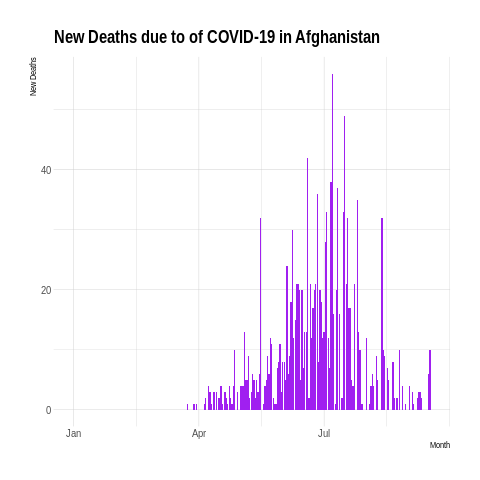 New Deaths due to of COVID-19 in Afghanistan
New Deaths
40
20
0
Jan Apr Jul
Month